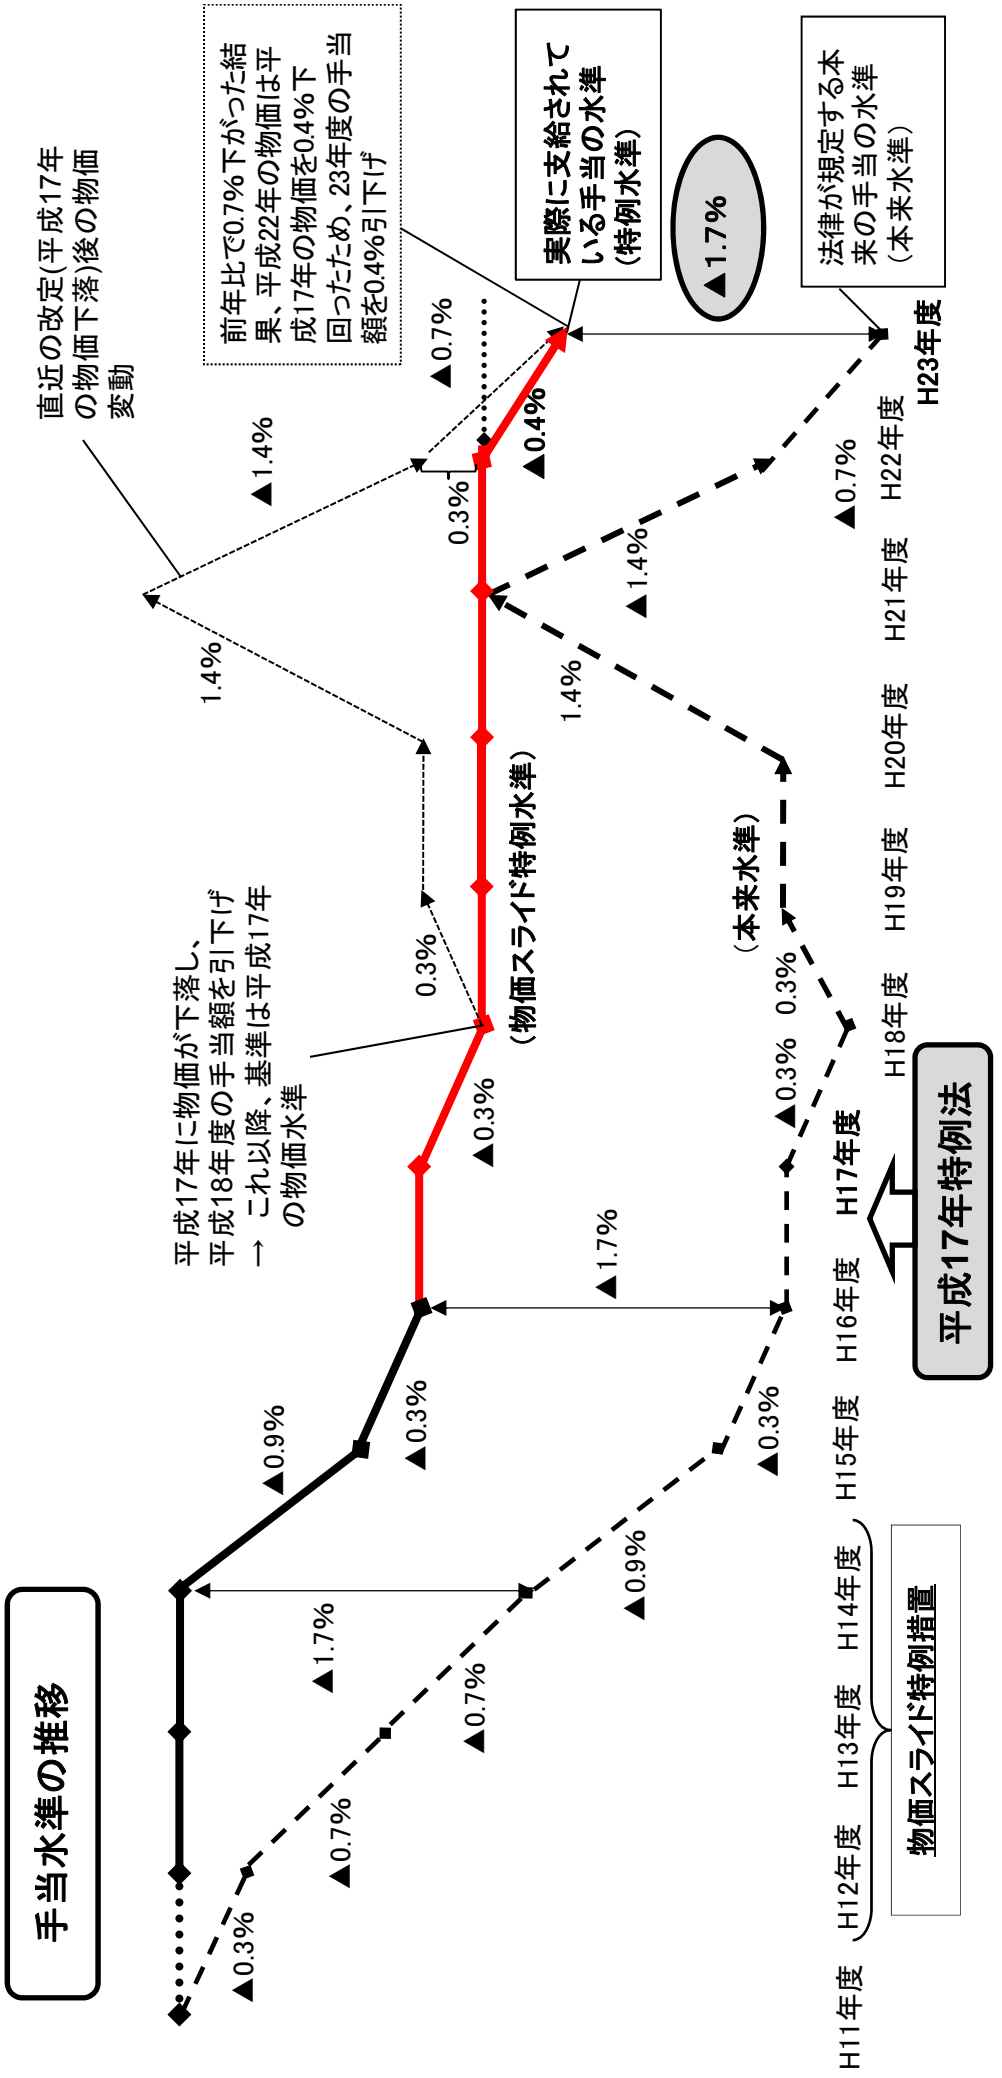 手当水準の推移
直近の改定(平成17年
の物価下落)後の物価
変動
前年比で0.7%下がった結
果、平成22年の物価は平
成17年の物価を0.4%下
回ったため、23年度の手当
額を0.4%引下げ
平成17年に物価が下落し、
平成18年度の手当額を引下げ
→ これ以降、基準は平成17年
の物価水準
実際に支給されて
いる手当の水準
(特例水準)
▲1.7%
法律が規定する本
来の手当の水準
(本来水準)
▲0.9%
▲0.3%
▲0.3%
0.3%
1.4%
▲1.4%
0.3%
▲0.7%
▲0.4%
(物価スライド特例水準)
▲1.7%
▲1.7%
▲0.3%
▲0.7%
▲0.7%
▲0.9%
▲0.3%
▲0.3%
0.3%
(本来水準)
1.4%
▲1.4%
▲0.7%
H11年度
H12年度
H13年度
H14年度
H15年度
H16年度
H17年度
H18年度
H19年度
H20年度
H21年度
H22年度
H23年度
物価スライド特例措置
平成17年特例法